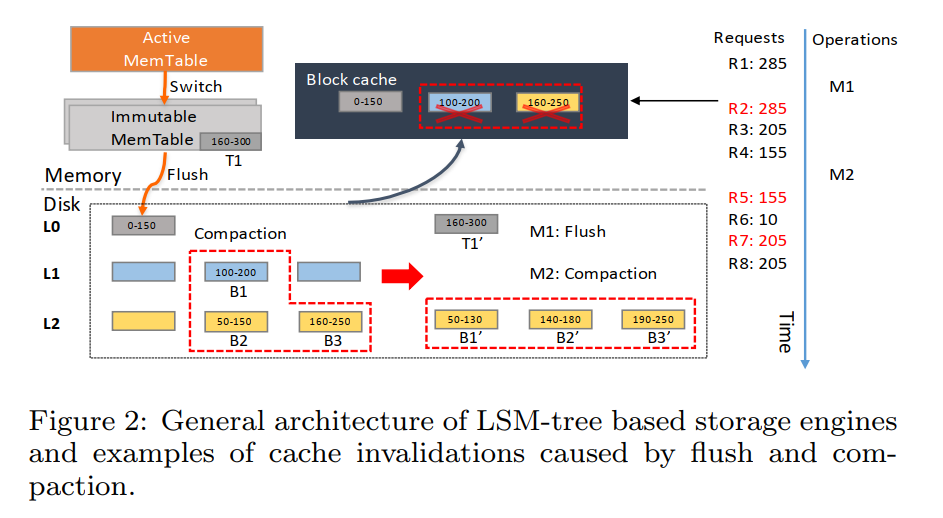 Active
MemTable
Switch
Immutable
MemTable
160-300
T1
Flush
Memory
Disk
Block cache
0-150
100-200
160-250
Requests
Operations
R1: 285
M1
R2: 285
R3: 205
R4: 155
M2
R5: 155
R6: 10
R7: 205
R8: 205
Time
L0
0-150
Compaction
160-300
T1’
M1: Flush
L1
100-200
B1
M2: Compaction
L2
50-150
B2
160-250
B3
50-130
B1’
140-180
B2’
190-250
B3’
Figure 2: General architecture of LSM-tree based storage engines
and examples of cache invalidations caused by flush and com-
paction.